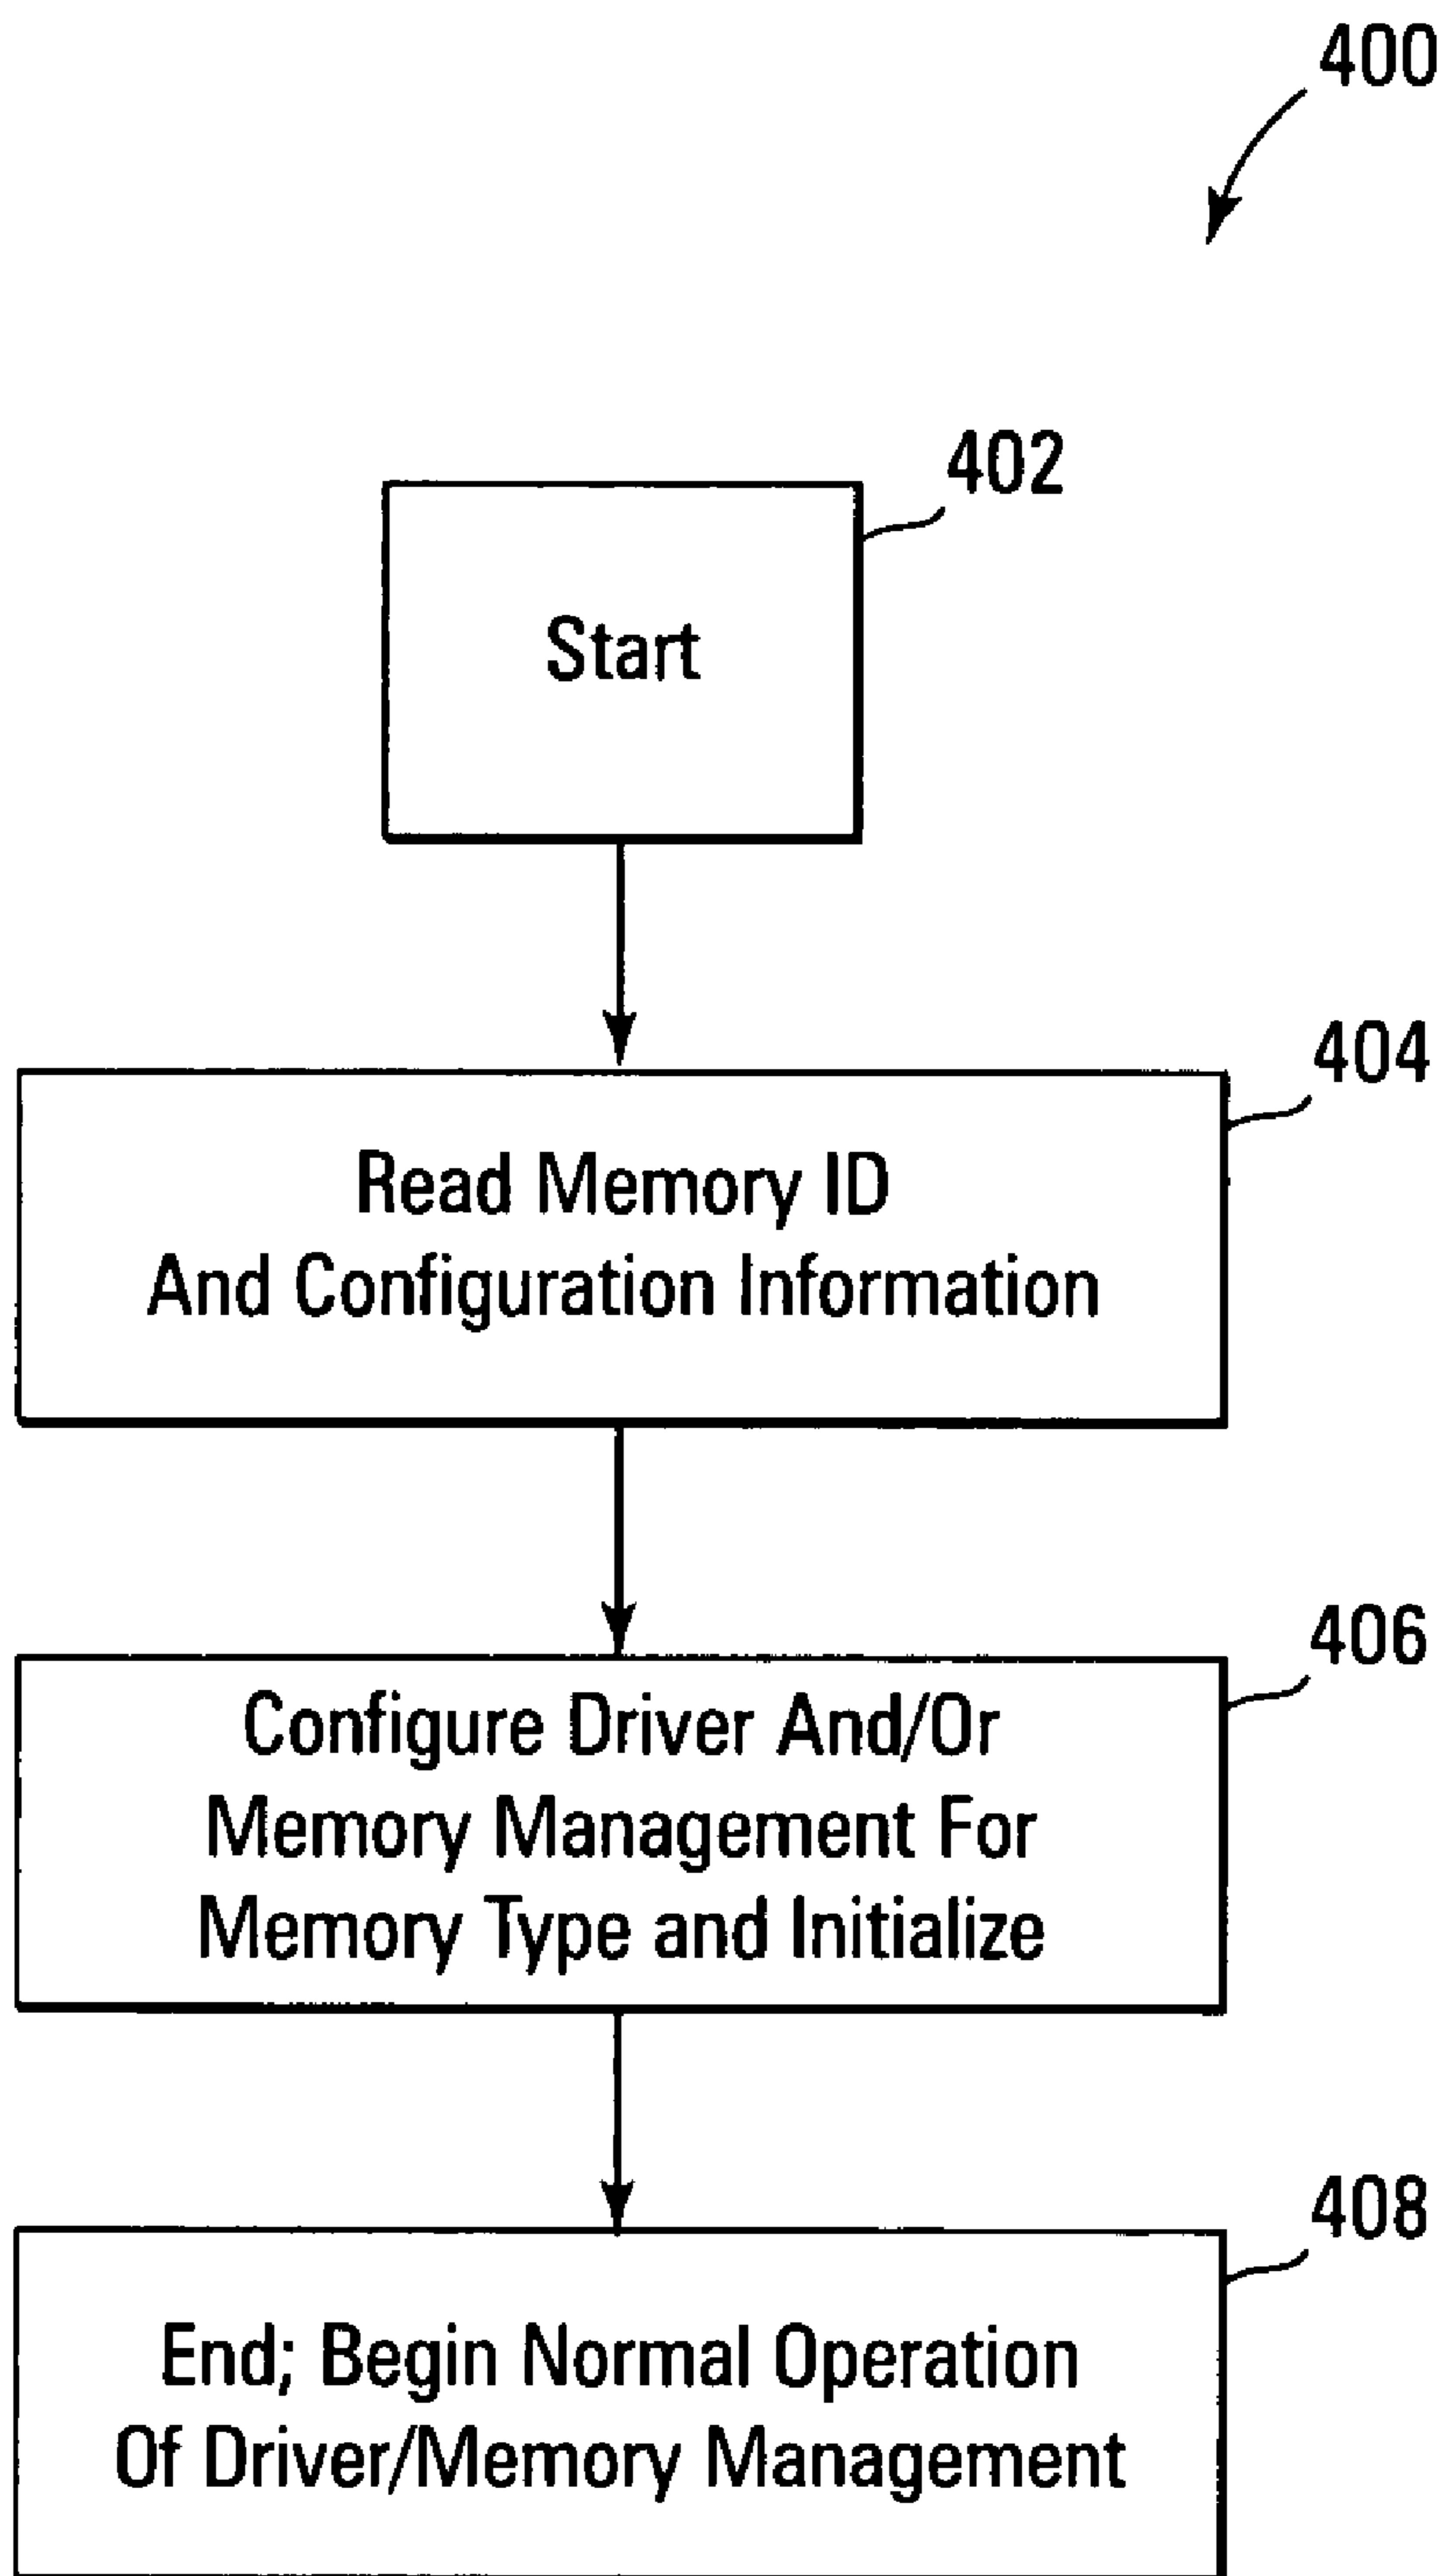 400
402
Start
404
Read Memory ID
And Configuration Information
406
Configure Driver And/Or
Memory Management For
Memory Type and Initialize
408
End; Begin Normal Operation
Of Driver/Memory Management